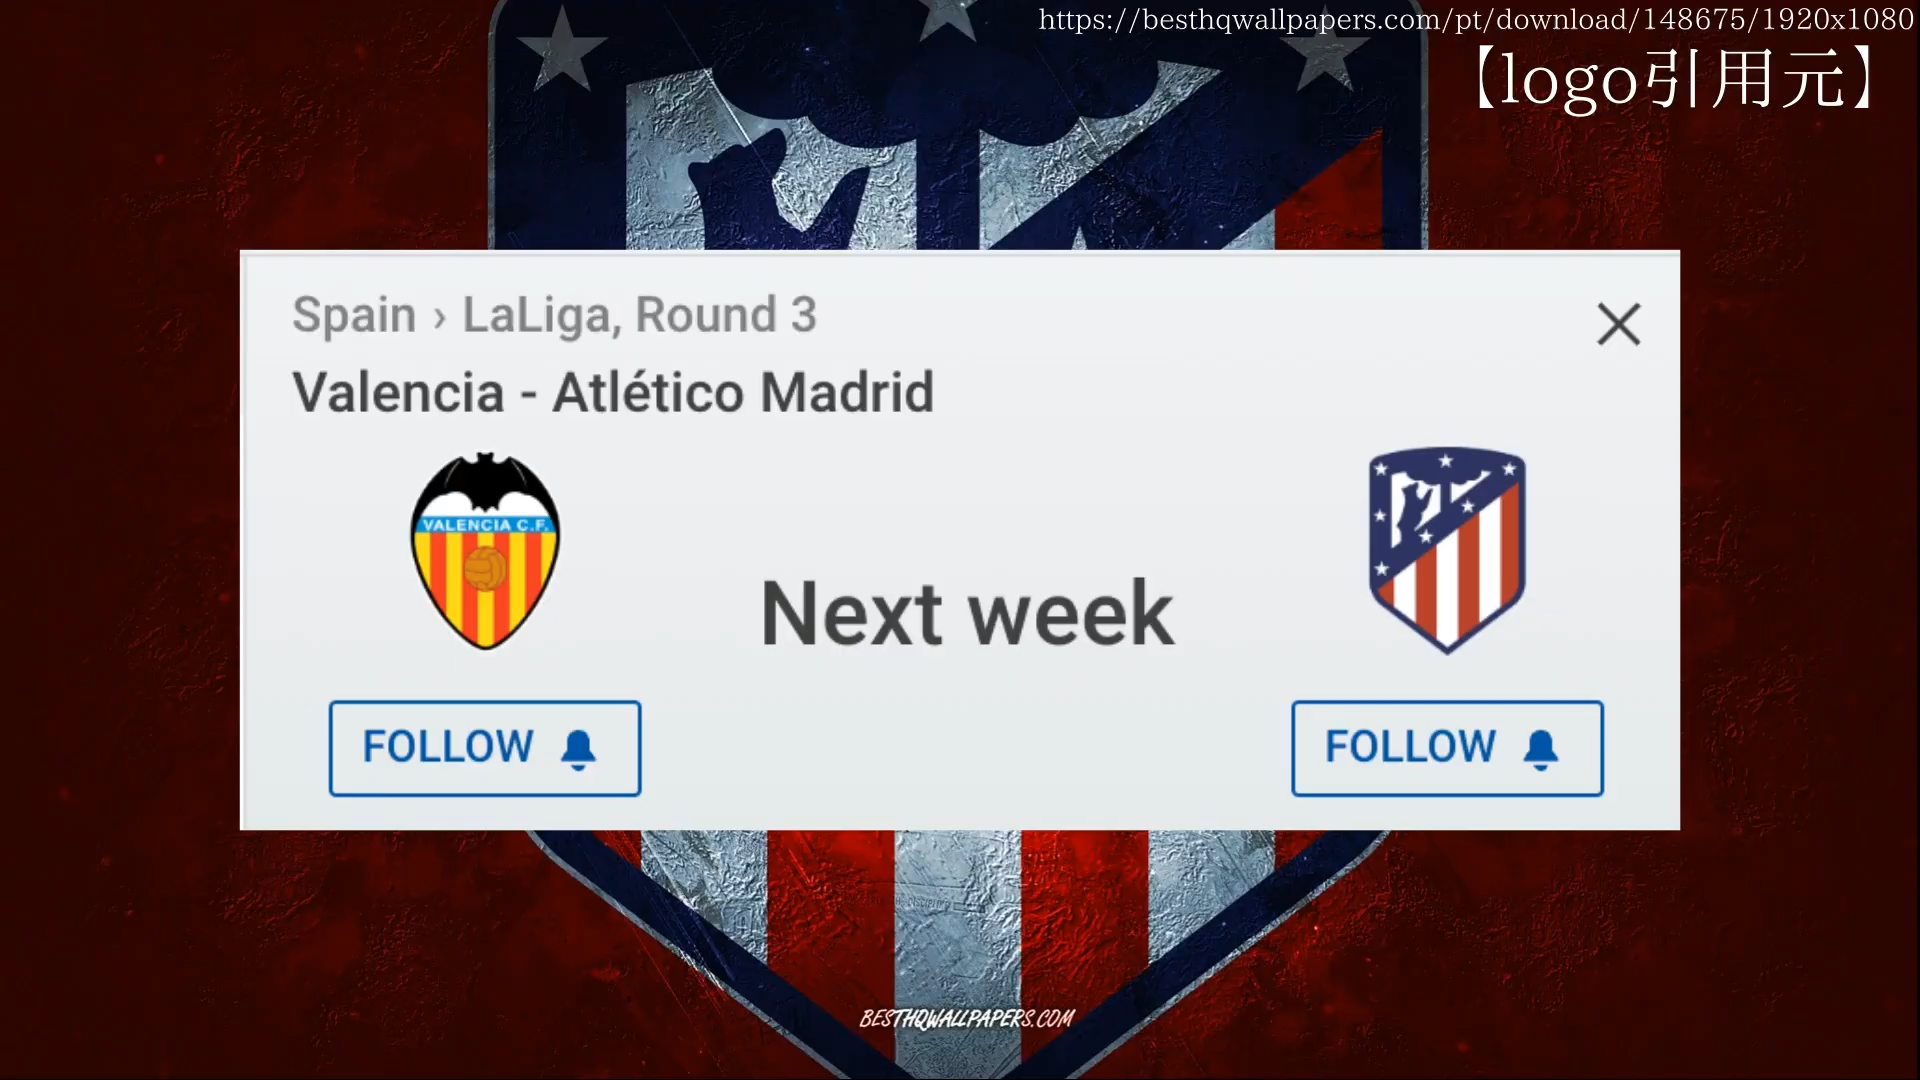 https://besthqwallpapers.com/pt/download/148675/1920x1080
【logo引用元】
Spain › LaLiga, Round 3
Valencia - Atlético Madrid
VALENCIA C.F.
Next week
FOLLOW
FOLLOW
BESTHQWALLPAPERS.COM